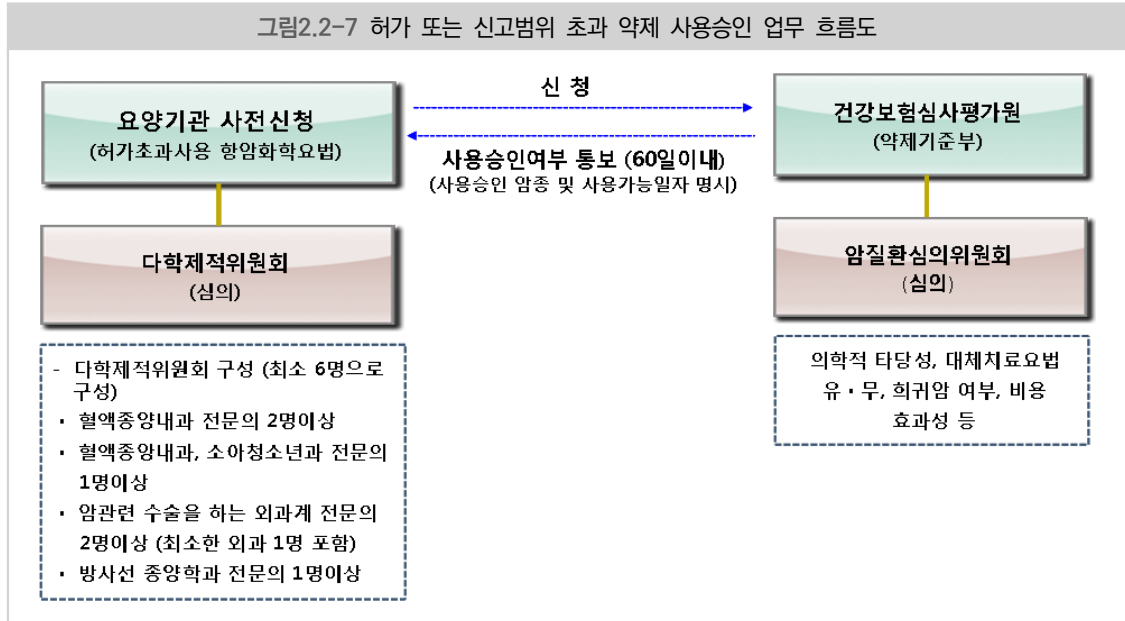 그림2.2-7 허가 또는 신고범위 초과 약제 사용승인 업무 흐름도
요양기관 사전신청
(허가초과사용 항암화학요법)
신 청
사용승인여부 통보 (60일이내)
(사용승인 암종 및 사용가능일자 명시)
건강보험심사평가원
(약제기준부)
다학제적위원회
(심의)
암질환심의위원회
(심의)
- 다학제적위원회 구성 (최소 6명으로
구성)
· 혈액종양내과 전문의 2명이상
· 혈액종양내과, 소아청소년과 전문의
1명이상
· 암관련 수술을 하는 외과계 전문의
2명이상 (최소한 외과 1명 포함)
· 방사선 종양학과 전문의 1명이상
의학적 타당성, 대체치료요법
유·무, 희귀암 여부, 비용
효과성 등